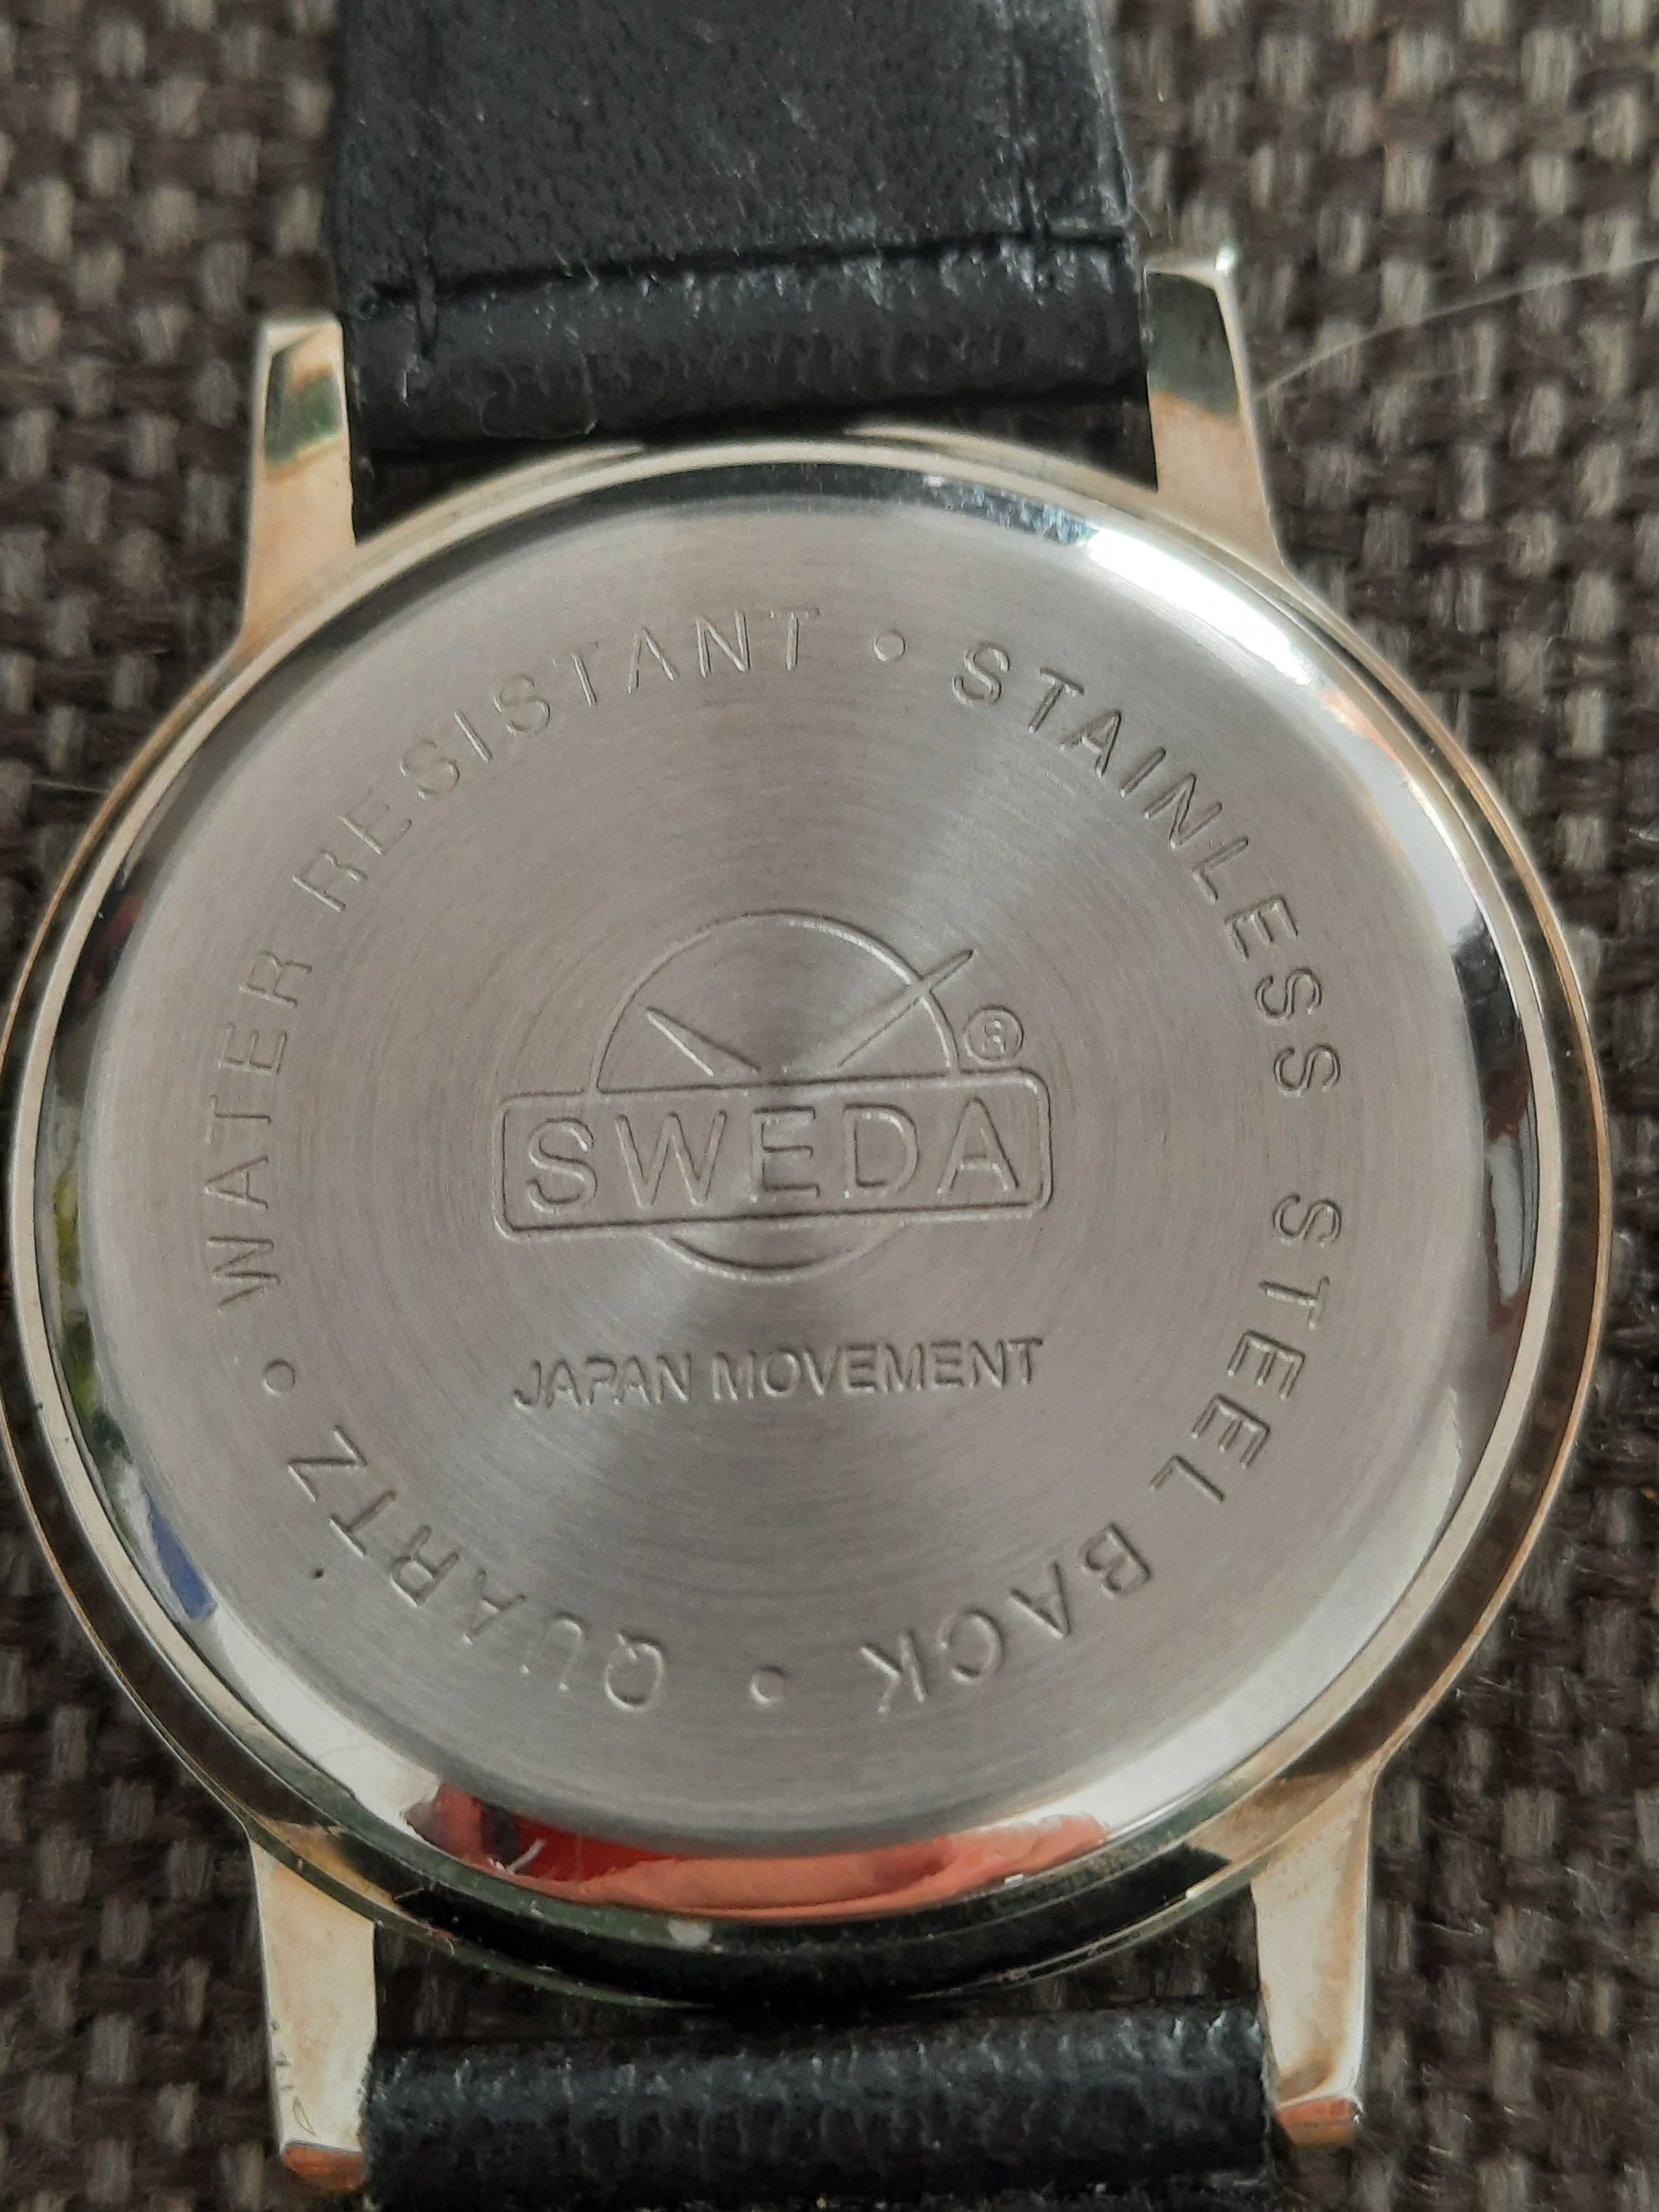 WATER RESISTANT • STAINLESS STEEL BACK • QUARTZ •
SWEDA ®
JAPAN MOVEMENT